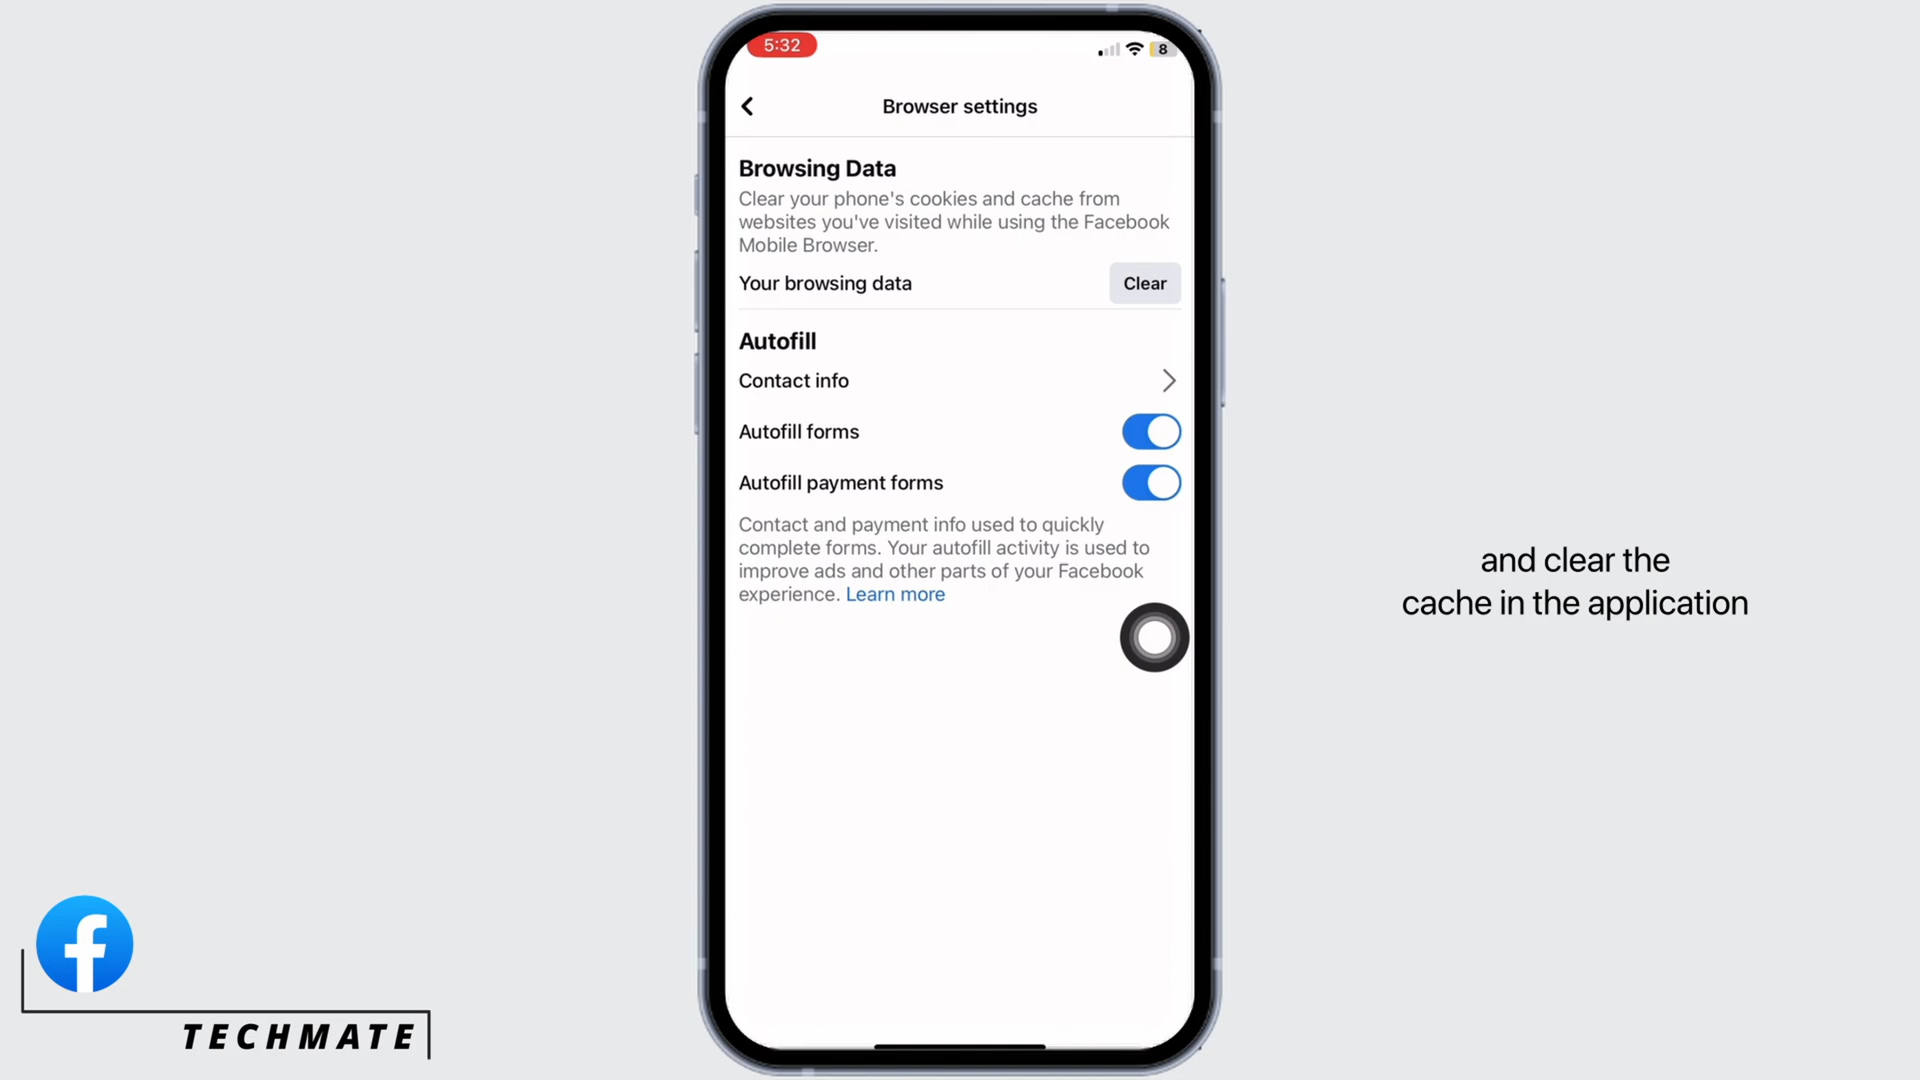 5:32
8
Browser settings
Browsing Data
Clear your phone's cookies and cache from
websites you've visited while using the Facebook
Mobile Browser.
Your browsing data
Clear
Autofill
Contact info
Autofill forms
Autofill payment forms
Contact and payment info used to quickly
complete forms. Your autofill activity is used to
improve ads and other parts of your Facebook
experience. Learn more
and clear the
cache in the application
TECHMATE